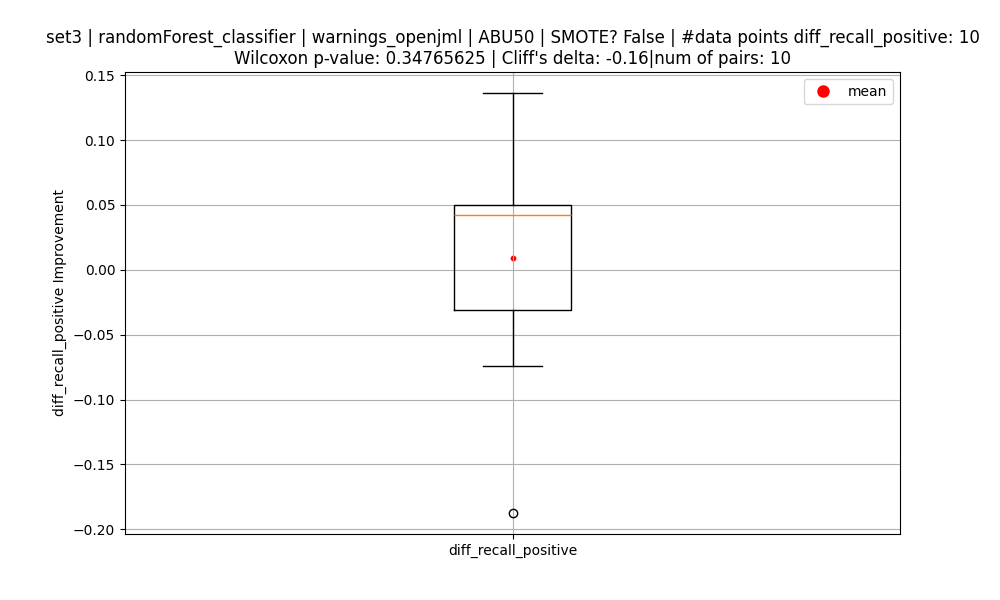 set3 | randomForest_classifier | warnings_openjml | ABU50 | SMOTE? False | #data points diff_recall_positive: 10
Wilcoxon p-value: 0.34765625 | Cliff's delta: -0.16|num of pairs: 10
mean
0.15
0.10
0.05
0.00
−0.05
−0.10
−0.15
−0.20
diff_recall_positive Improvement
diff_recall_positive